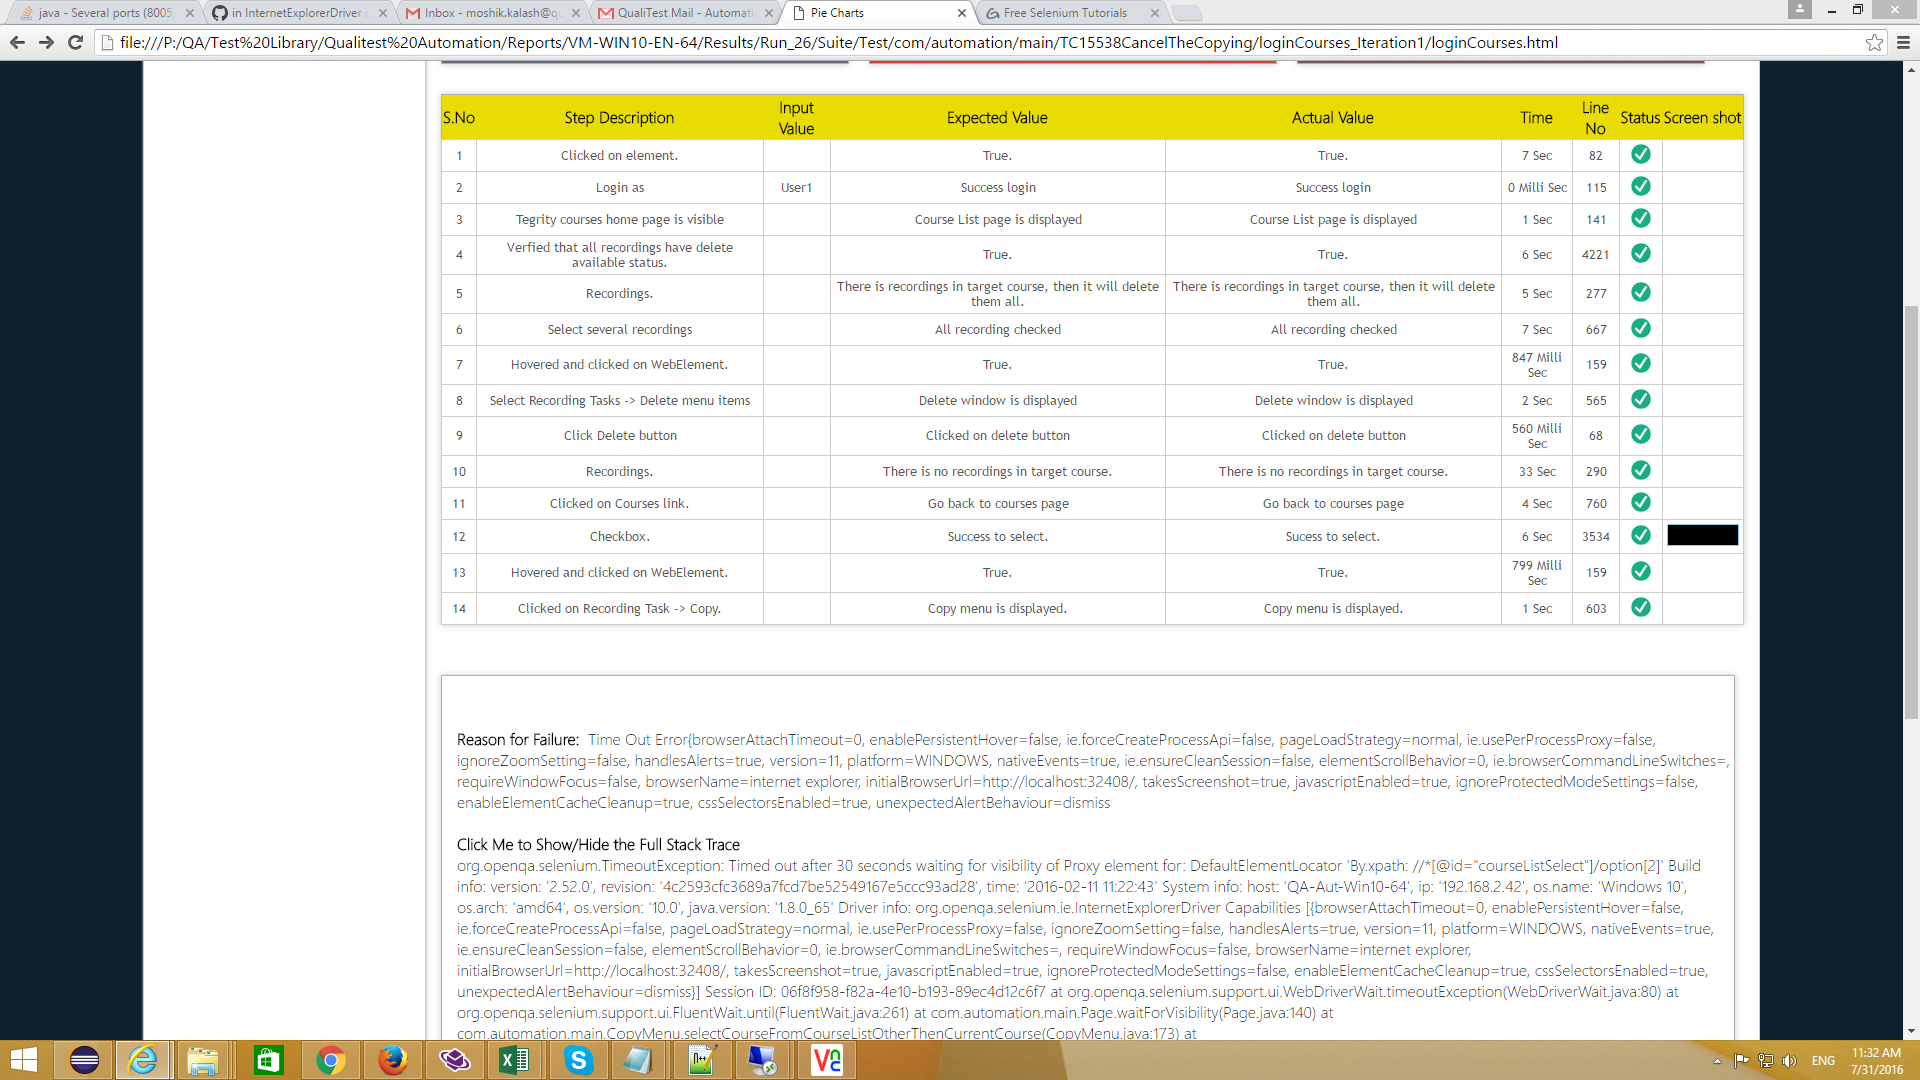 java - Several ports (8005,
in InternetExplorerDriver c
Inbox - moshik.kalash@q
QualiTest Mail - Automati
Pie Charts
Free Selenium Tutorials
file:///P:/QA/Test%20Library/Qualitest%20Automation/Reports/VM-WIN10-EN-64/Results/Run_26/Suite/Test/com/automation/main/TC15538CancelTheCopying/loginCourses_Iteration1/loginCourses.html
S.No Step Description Input Value Expected Value Actual Value Time Line No Status Screen shot
1 Clicked on element. True. True. 7 Sec 82
2 Login as User1 Success login Success login 0 Milli Sec 115
3 Tegrity courses home page is visible Course List page is displayed Course List page is displayed 1 Sec 141
4 Verfied that all recordings have delete available status. True. True. 6 Sec 4221
5 Recordings. There is recordings in target course, then it will delete them all. There is recordings in target course, then it will delete them all. 5 Sec 277
6 Select several recordings All recording checked All recording checked 7 Sec 667
7 Hovered and clicked on WebElement. True. True. 847 Milli Sec 159
8 Select Recording Tasks -> Delete menu items Delete window is displayed Delete window is displayed 2 Sec 565
9 Click Delete button Clicked on delete button Clicked on delete button 560 Milli Sec 68
10 Recordings. There is no recordings in target course. There is no recordings in target course. 33 Sec 290
11 Clicked on Courses link. Go back to courses page Go back to courses page 4 Sec 760
12 Checkbox. Success to select. Sucess to select. 6 Sec 3534
13 Hovered and clicked on WebElement. True. True. 799 Milli Sec 159
14 Clicked on Recording Task -> Copy. Copy menu is displayed. Copy menu is displayed. 1 Sec 603
Reason for Failure: Time Out Error{browserAttachTimeout=0, enablePersistentHover=false, ie.forceCreateProcessApi=false, pageLoadStrategy=normal, ie.usePerProcessProxy=false,
ignoreZoomSetting=false, handlesAlerts=true, version=11, platform=WINDOWS, nativeEvents=true, ie.ensureCleanSession=false, elementScrollBehavior=0, ie.browserCommandLineSwitches=,
requireWindowFocus=false, browserName=internet explorer, initialBrowserUrl=http://localhost:32408/, takesScreenshot=true, javascriptEnabled=true, ignoreProtectedModeSettings=false,
enableElementCacheCleanup=true, cssSelectorsEnabled=true, unexpectedAlertBehaviour=dismiss
Click Me to Show/Hide the Full Stack Trace
org.openqa.selenium.TimeoutException: Timed out after 30 seconds waiting for visibility of Proxy element for: DefaultElementLocator 'By.xpath: //*[@id="courseListSelect"]/option[2]' Build
info: version: '2.52.0', revision: '4c2593cfc3689a7fcd7be52549167e5ccc93ad28', time: '2016-02-11 11:22:43' System info: host: 'QA-Aut-Win10-64', ip: '192.168.2.42', os.name: 'Windows 10',
os.arch: 'amd64', os.version: '10.0', java.version: '1.8.0_65' Driver info: org.openqa.selenium.ie.InternetExplorerDriver Capabilities [{browserAttachTimeout=0, enablePersistentHover=false,
ie.forceCreateProcessApi=false, pageLoadStrategy=normal, ie.usePerProcessProxy=false, ignoreZoomSetting=false, handlesAlerts=true, version=11, platform=WINDOWS, nativeEvents=true,
ie.ensureCleanSession=false, elementScrollBehavior=0, ie.browserCommandLineSwitches=, requireWindowFocus=false, browserName=internet explorer,
initialBrowserUrl=http://localhost:32408/, takesScreenshot=true, javascriptEnabled=true, ignoreProtectedModeSettings=false, enableElementCacheCleanup=true, cssSelectorsEnabled=true,
unexpectedAlertBehaviour=dismiss}] Session ID: 06f8f958-f82a-4e10-b193-89ec4d12c6f7 at org.openqa.selenium.support.ui.WebDriverWait.timeoutException(WebDriverWait.java:80) at
org.openqa.selenium.support.ui.FluentWait.until(FluentWait.java:261) at com.automation.main.Page.waitForVisibility(Page.java:140) at
com.automation.main.CopyMenu.selectCourseFromCourseListOtherThenCurrentCourse(CopyMenu.java:173) at
ENG
11:32 AM
7/31/2016